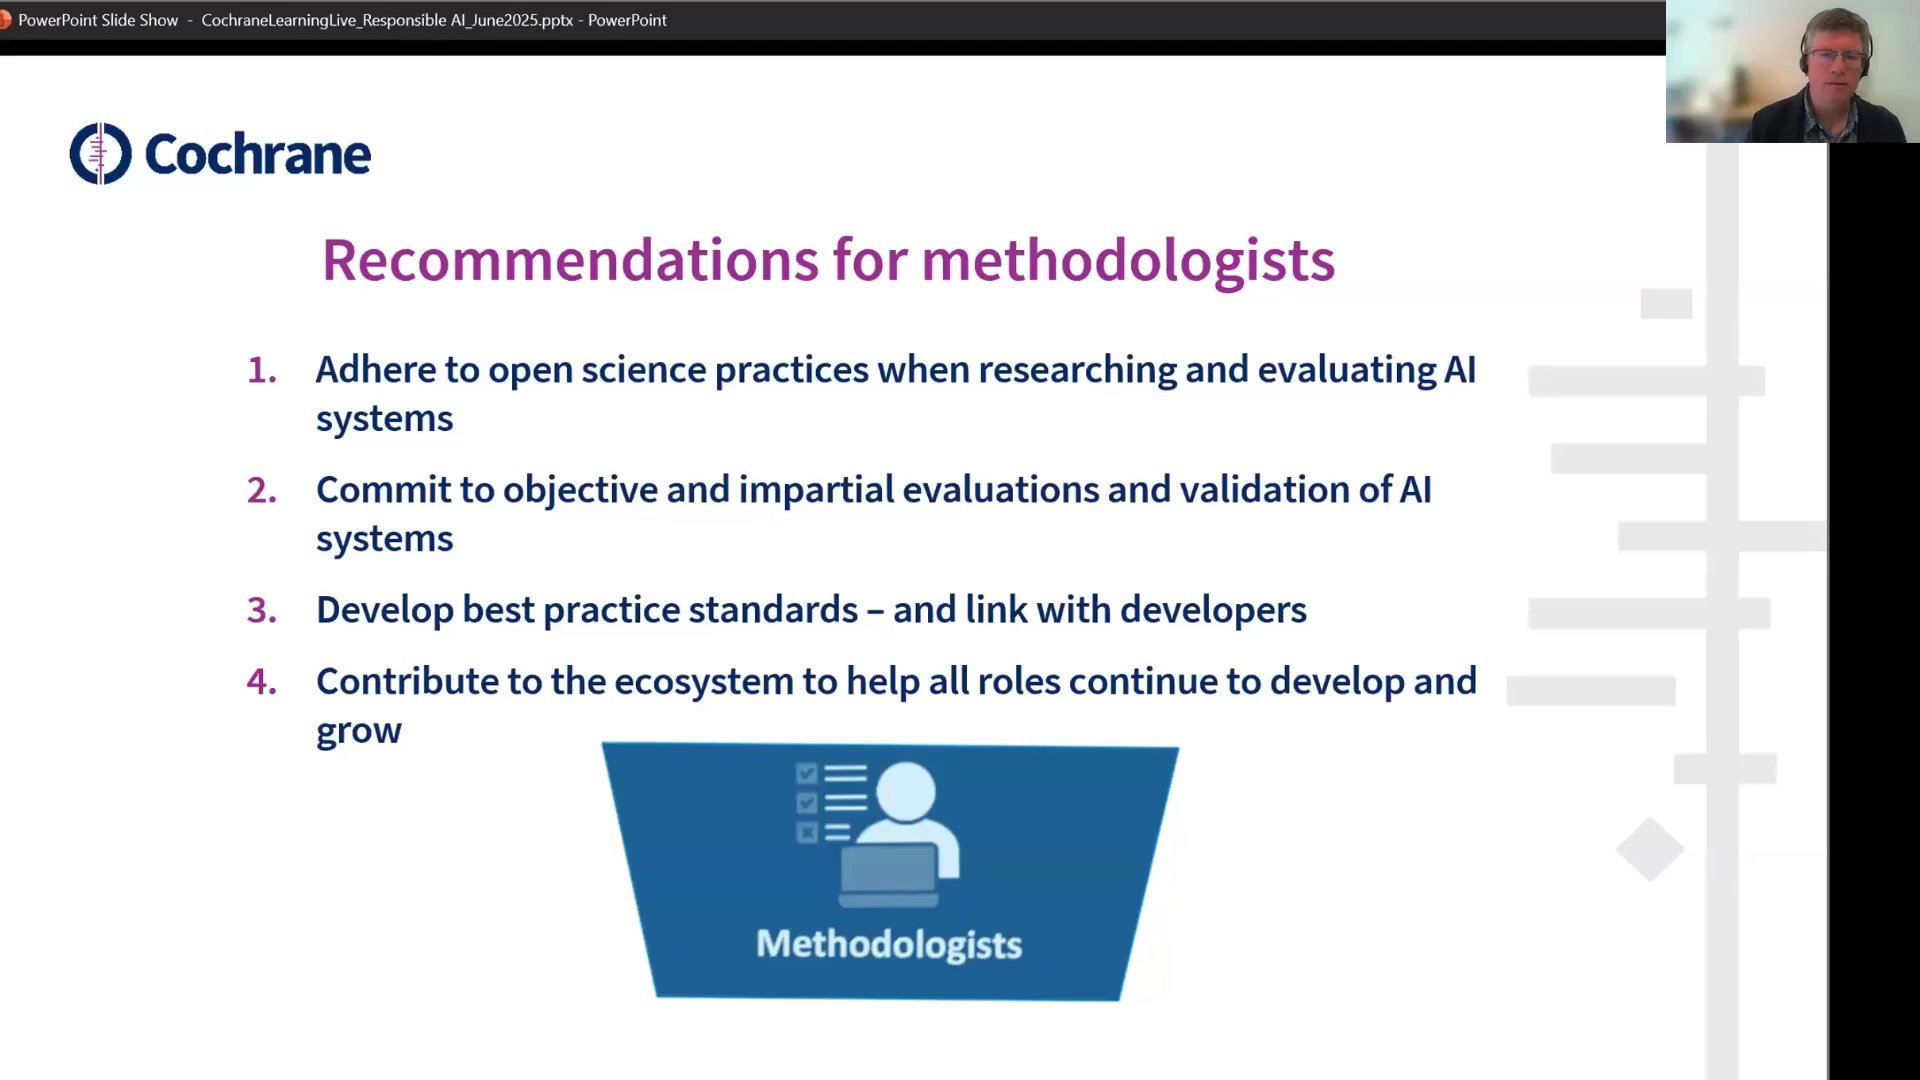 PowerPoint Slide Show - CochraneLearningLive_Responsible AI_June2025.pptx - PowerPoint
Cochrane
Recommendations for methodologists
1. Adhere to open science practices when researching and evaluating AI
systems
2. Commit to objective and impartial evaluations and validation of AI
systems
3. Develop best practice standards – and link with developers
4. Contribute to the ecosystem to help all roles continue to develop and
grow
Methodologists